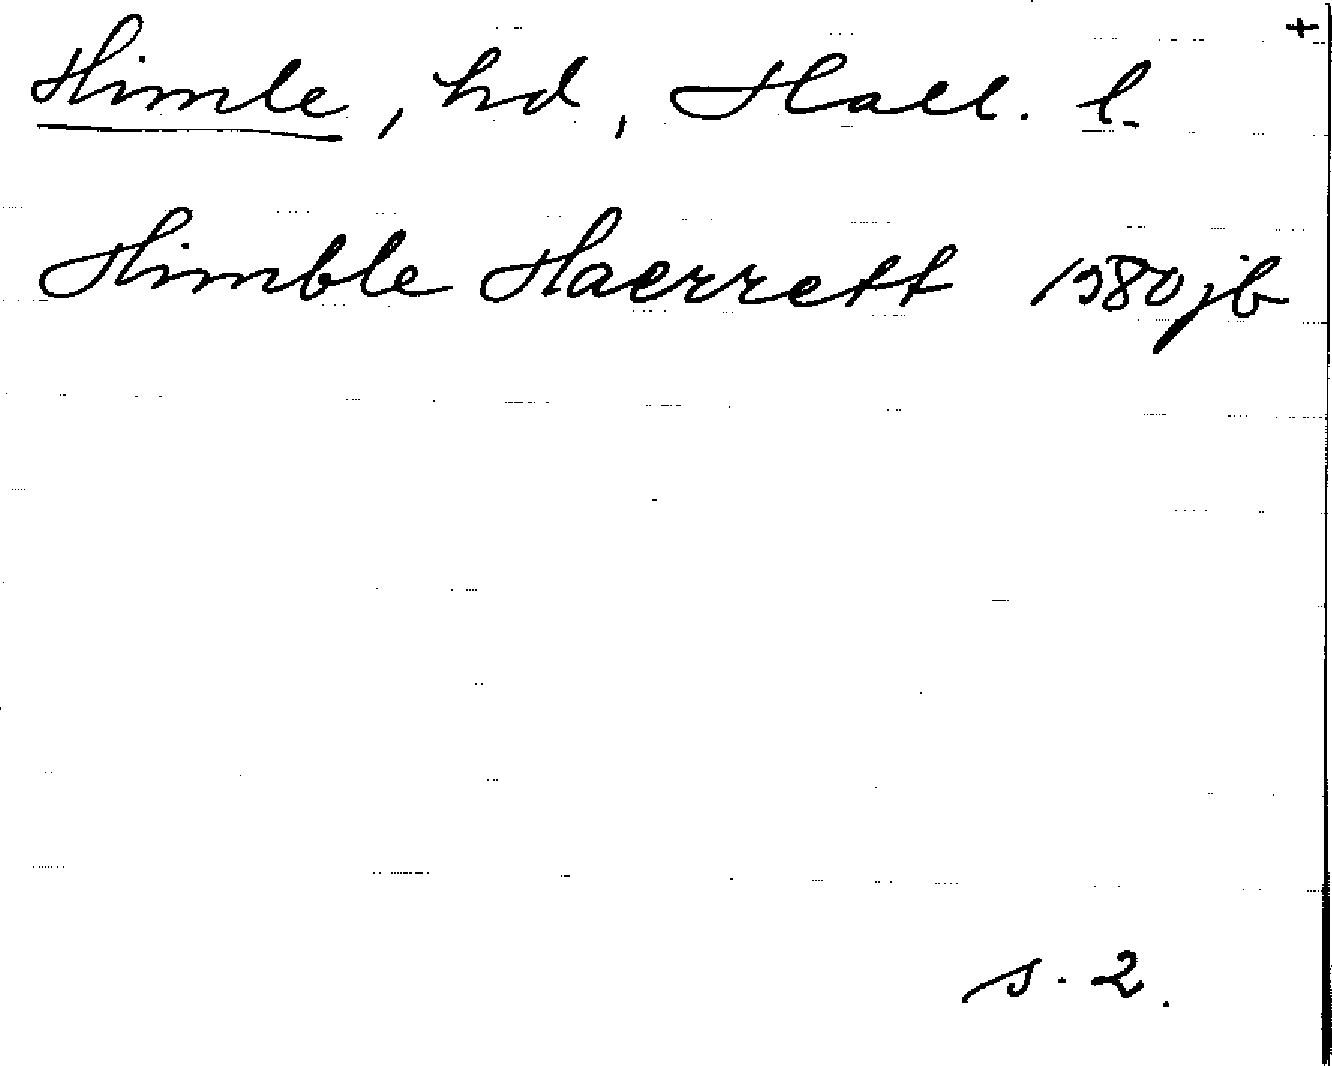 +
Himle, hd, Hall. l.
Himble Haerrett 1580 jb
s. 2.